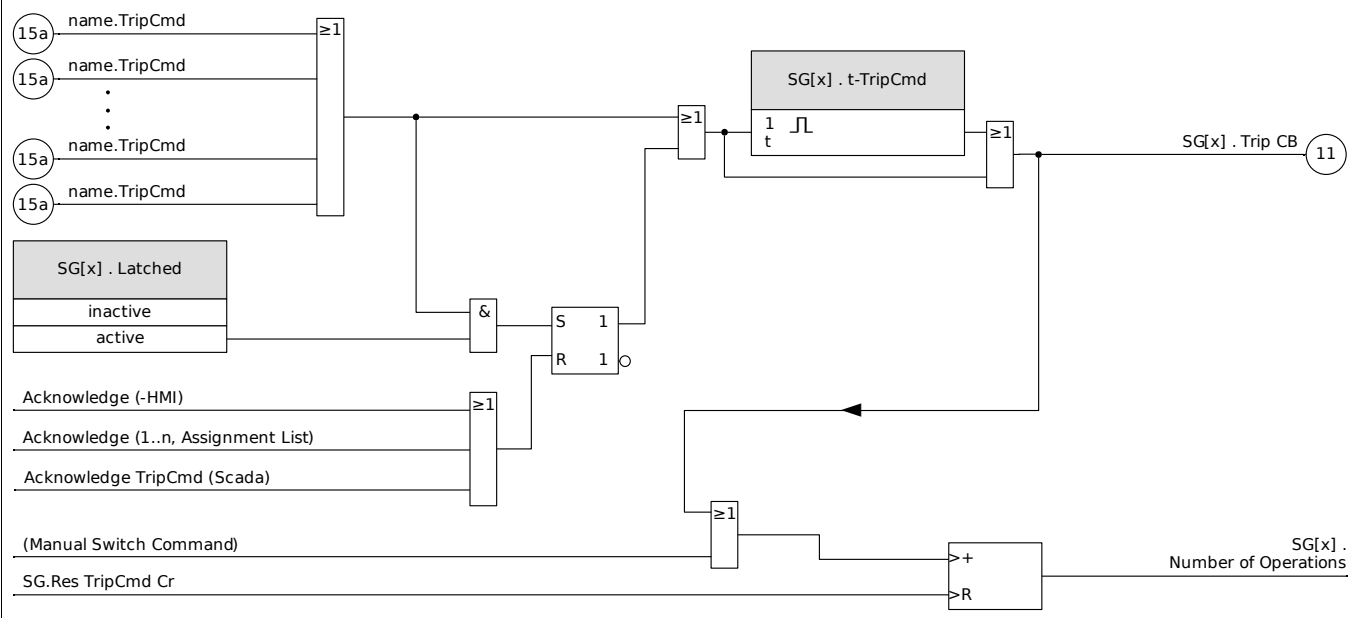 15a name.TripCmd
≥1
15a name.TripCmd
15a name.TripCmd
15a name.TripCmd
SG[x] . t-TripCmd
≥1
1
t
≥1
SG[x] . Trip CB 11
SG[x] . Latched
inactive
active
&
S 1
R 1
Acknowledge (-HMI)
≥1
Acknowledge (1..n, Assignment List)
Acknowledge TripCmd (Scada)
≥1
(Manual Switch Command)
SG.Res TripCmd Cr
>+
>R
SG[x] .
Number of Operations